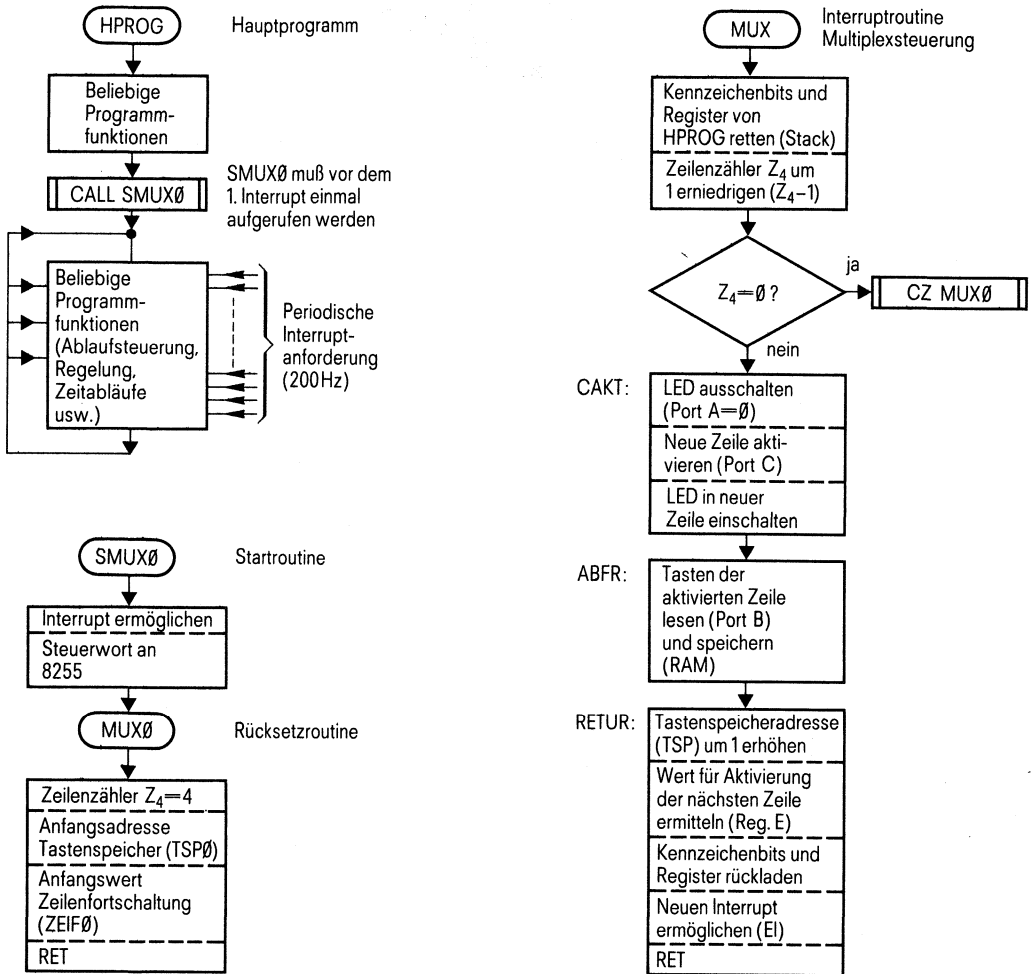 HPROG
Hauptprogramm
Beliebige
Programm-
funktionen
CALL SMUXØ
SMUXØ muß vor dem
1. Interrupt einmal
aufgerufen werden
Beliebige
Programm-
funktionen
(Ablaufsteuerung,
Regelung,
Zeitabläufe
usw.)
Periodische
Interrupt-
anforderung
(200Hz)
SMUXØ
Startroutine
Interrupt ermöglichen
Steuerwort an
8255
MUXØ
Rücksetzroutine
Zeilenzähler Z₄=4
Anfangsadresse
Tastenspeicher (TSPØ)
Anfangswert
Zeilenfortschaltung
(ZEIFØ)
RET
MUX
Interruptroutine
Multiplexsteuerung
Kennzeichenbits und
Register von
HPROG retten (Stack)
Zeilenzähler Z₄ um
1 erniedrigen (Z₄–1)
Z₄=Ø?
ja
CZ MUXØ
nein
CAKT:
LED ausschalten
(Port A=Ø)
Neue Zeile akti-
vieren (Port C)
LED in neuer
Zeile einschalten
ABFR:
Tasten der
aktivierten Zeile
lesen (Port B)
und speichern
(RAM)
RETUR:
Tastenspeicheradresse
(TSP) um 1 erhöhen
Wert für Aktivierung
der nächsten Zeile
ermitteln (Reg. E)
Kennzeichenbits und
Register rückladen
Neuen Interrupt
ermöglichen (EI)
RET